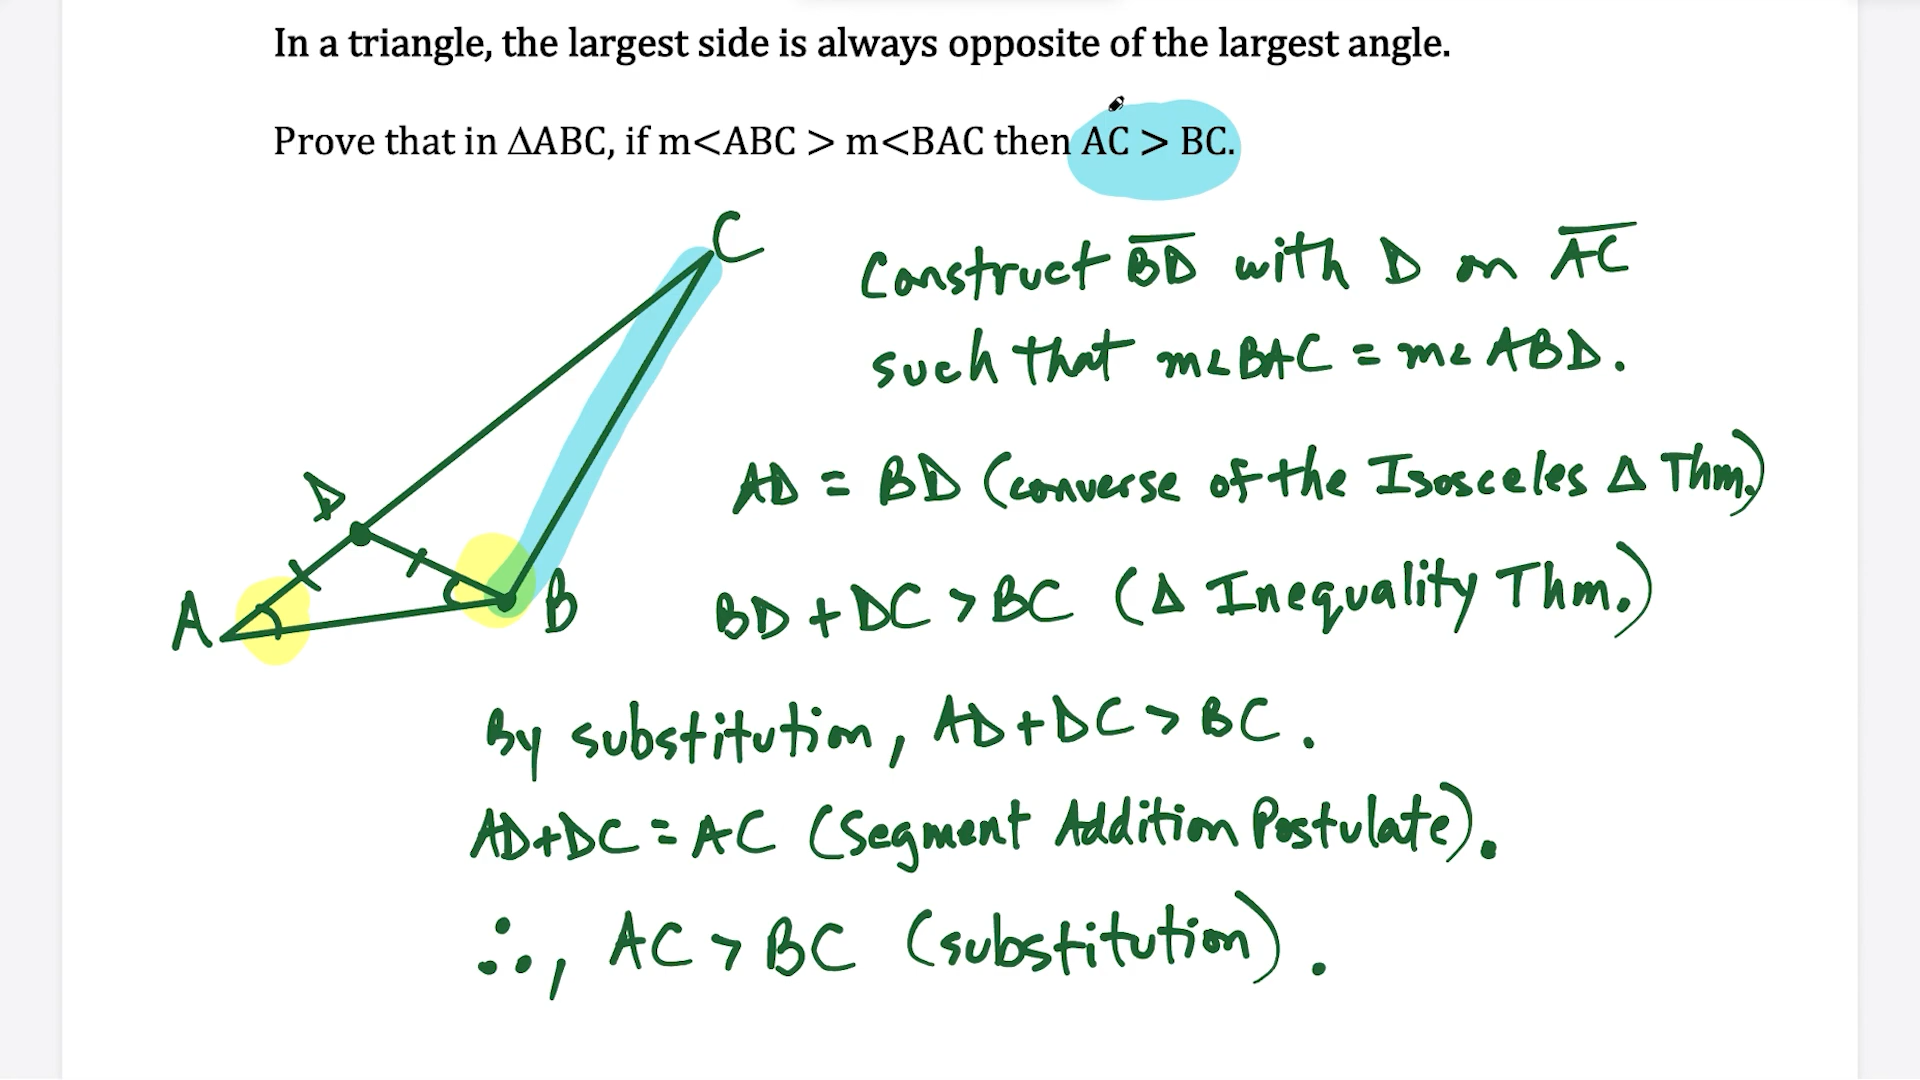 In a triangle, the largest side is always opposite of the largest angle.
Prove that in ΔABC, if m<ABC > m<BAC then AC > BC.
C
D
A
B
Construct B̅D̅ with D on A̅C̅
such that m∠BAC = m∠ABD.
AD = BD (converse of the Isosceles Δ Thm.)
BD + DC > BC (Δ Inequality Thm.)
By substitution, AD + DC > BC.
AD+DC = AC (Segment Addition Postulate).
∴, AC > BC (substitution).